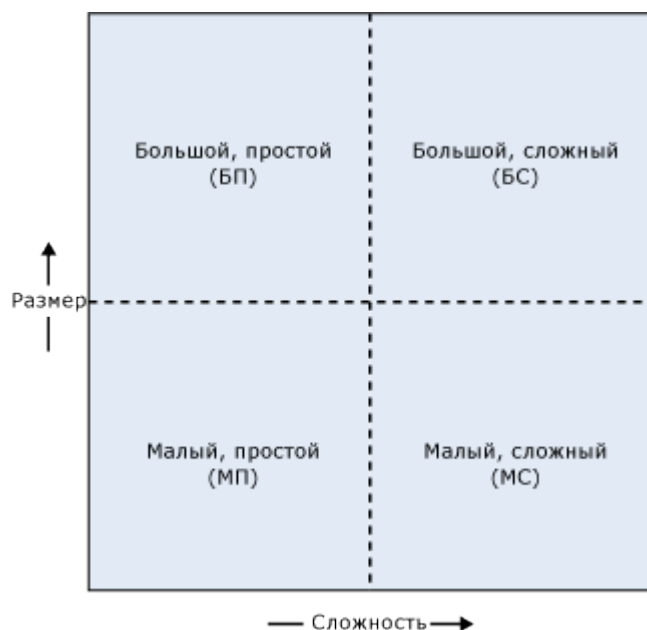 Большой, простой
(БП)
Большой, сложный
(БС)
Размер
Малый, простой
(МП)
Малый, сложный
(МС)
Сложность